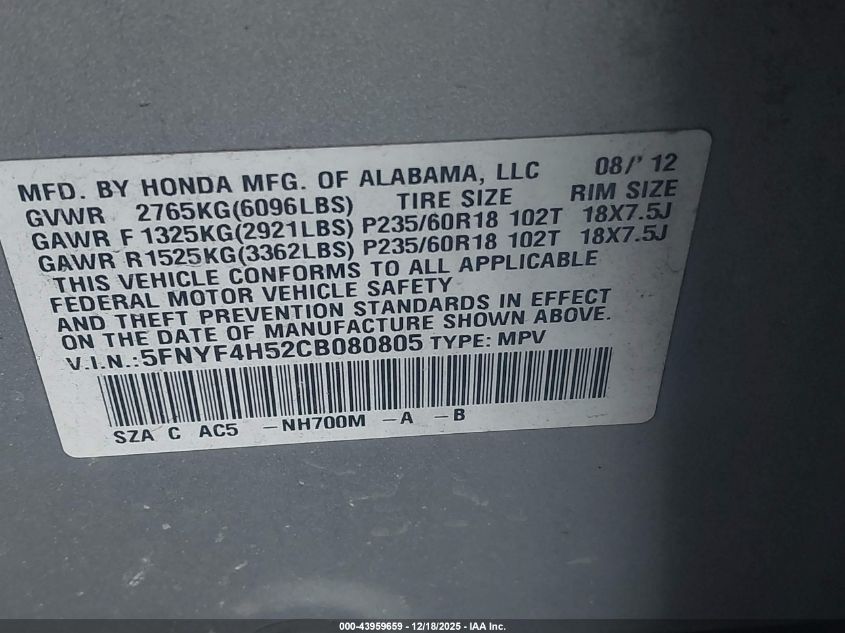 MFD. BY HONDA MFG. OF ALABAMA, LLC 08/'12
GVWR 2765KG(6096LBS) TIRE SIZE RIM SIZE
GAWR F 1325KG(2921LBS) P235/60R18 102T 18X7.5J
GAWR R1525KG(3362LBS) P235/60R18 102T 18X7.5J
THIS VEHICLE CONFORMS TO ALL APPLICABLE
FEDERAL MOTOR VEHICLE SAFETY
AND THEFT PREVENTION STANDARDS IN EFFECT
ON THE DATE OF MANUFACTURE SHOWN ABOVE.
V.I.N.:5FNYF4H52CB080805 TYPE: MPV
SZA C AC5 -NH700M -A -B
000-43959659 - 12/18/2025 - IAA Inc.